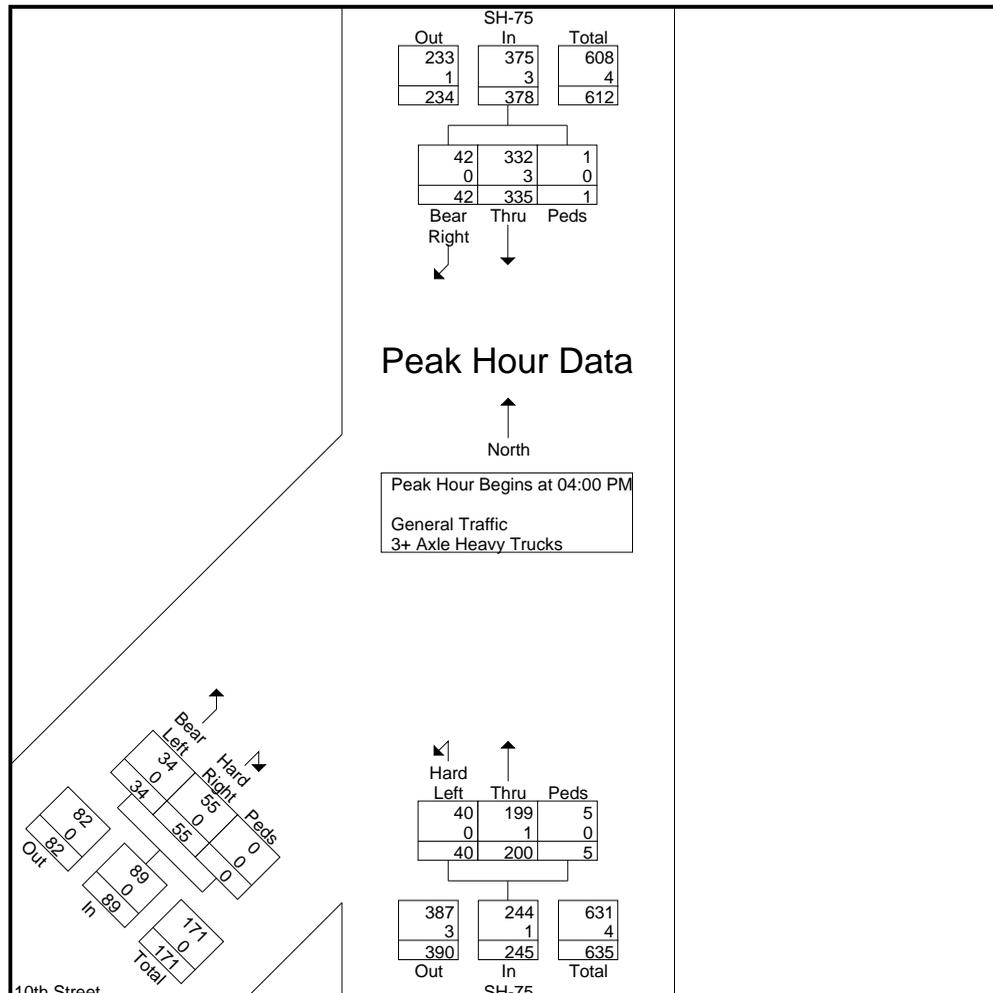 SH-75
Out In Total
233 375 608
1 3 4
234 378 612
42 332 1
0 3 0
42 335 1
Bear Thru Peds
Right
Peak Hour Data
North
Peak Hour Begins at 04:00 PM
General Traffic
3+ Axle Heavy Trucks
Bear
Left
Hard
Right
Peds
34 55 0
0 0 0
34 55 0
82
0
82
Out
89
0
89
In
171
0
171
Total
10th Street
Hard
Left Thru Peds
40 199 5
0 1 0
40 200 5
387 244 631
3 1 4
390 245 635
Out In Total
SH-75